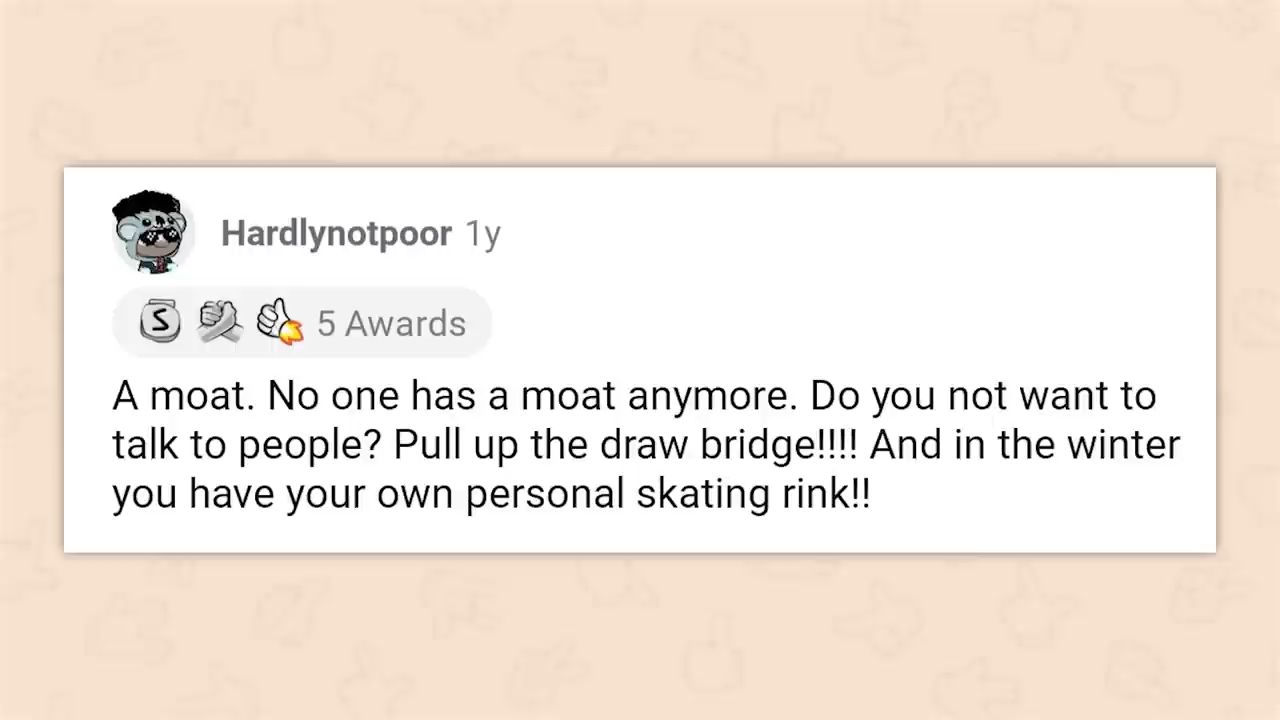 Hardlynotpoor 1y
S 5 Awards
A moat. No one has a moat anymore. Do you not want to
talk to people? Pull up the draw bridge!!!! And in the winter
you have your own personal skating rink!!